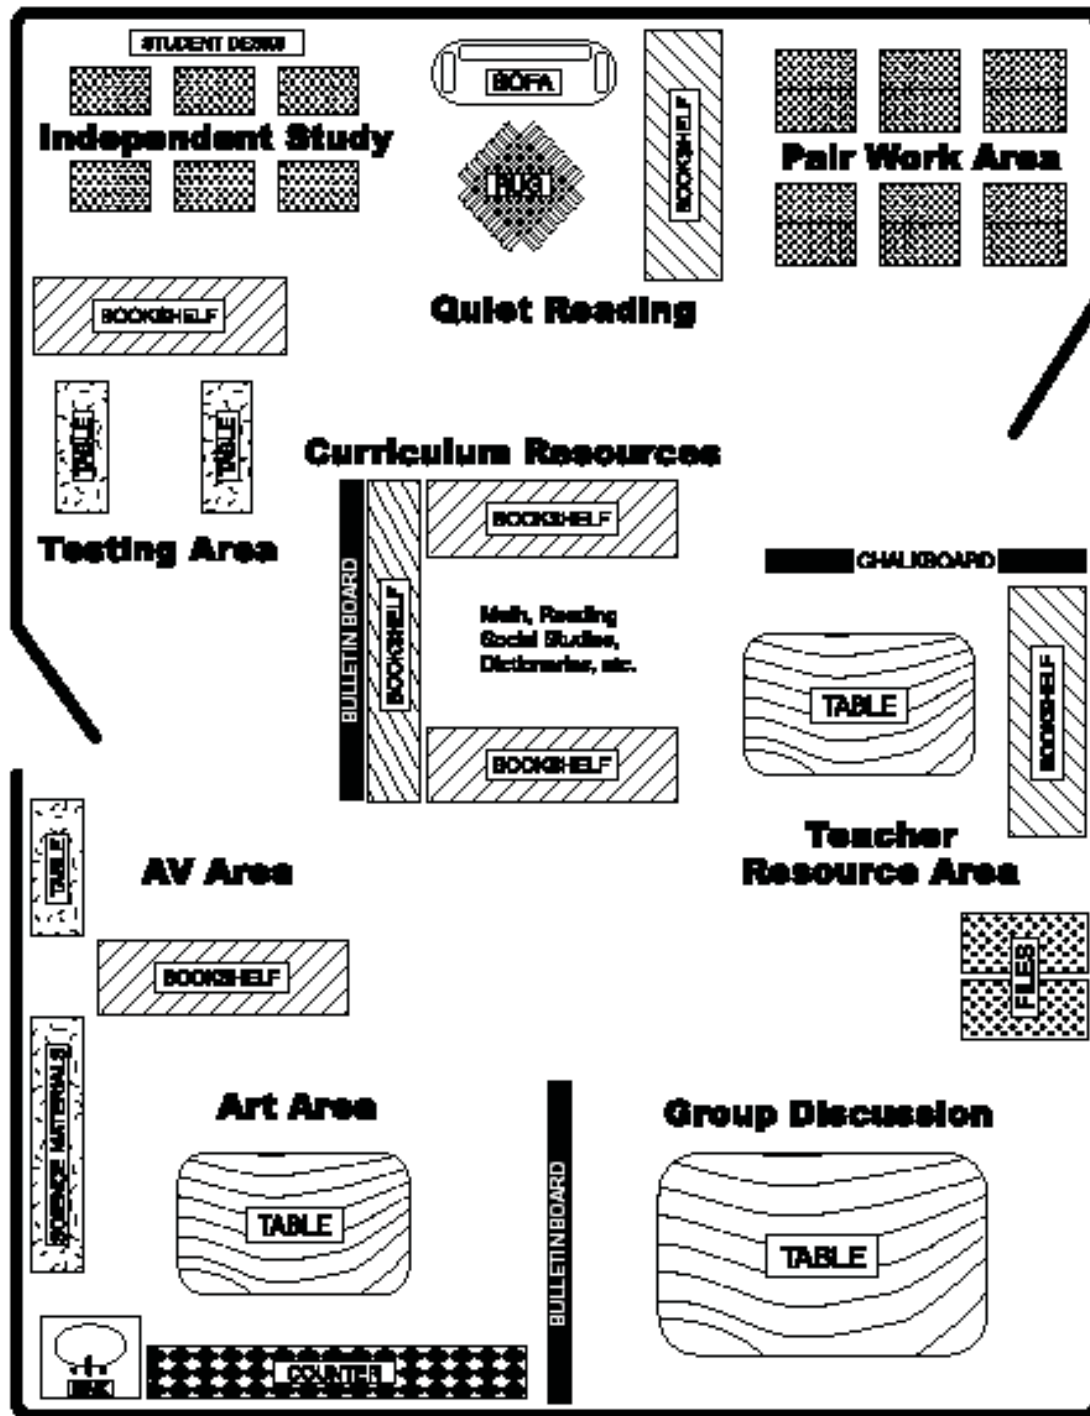 STUDENT DESKS
SOFA
BOOKSHELF
Independent Study
Pair Work Area
RUG
BOOKSHELF
Quiet Reading
TABLE
TABLE
Curriculum Resources
BOOKSHELF
Testing Area
CHALKBOARD
BULLETIN BOARD
BOOKSHELF
Math, Reading
Social Studies,
Dictionaries, etc.
TABLE
BOOKSHELF
BOOKSHELF
TABLE
AV Area
Teacher
Resource Area
BOOKSHELF
FILES
SCIENCE MATERIALS
Art Area
Group Discussion
TABLE
BULLETIN BOARD
TABLE
SINK
COUNTER